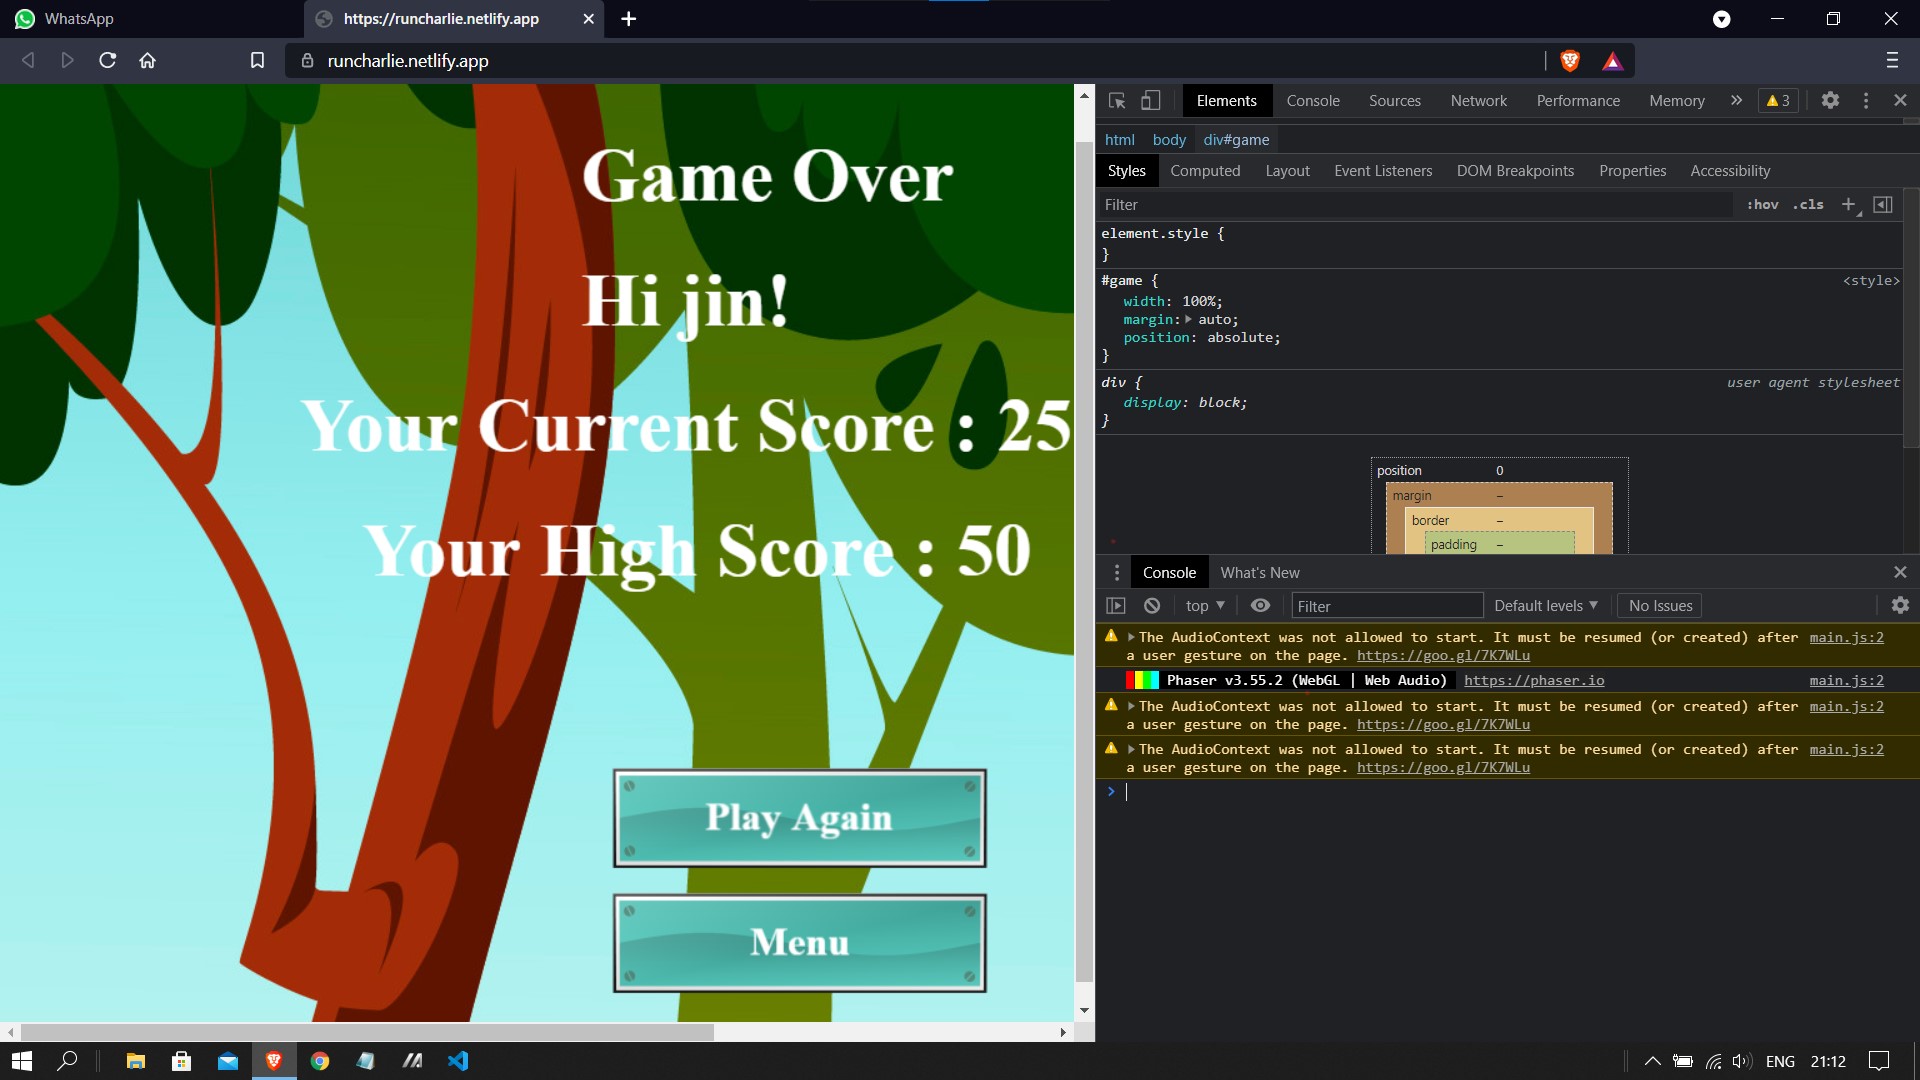 WhatsApp
https://runcharlie.netlify.app
runcharlie.netlify.app
Game Over
Hi jin!
Your Current Score : 25
Your High Score : 50
Play Again
Menu
Elements Console Sources Network Performance Memory 3
html body div#game
Styles Computed Layout Event Listeners DOM Breakpoints Properties Accessibility
Filter :hov .cls
element.style {
}
#game { <style>
width: 100%;
margin: auto;
position: absolute;
}
div { user agent stylesheet
display: block;
}
position 0
margin –
border –
padding –
Console What's New
top Filter Default levels No Issues
The AudioContext was not allowed to start. It must be resumed (or created) after main.js:2
a user gesture on the page. https://goo.gl/7K7WLu
Phaser v3.55.2 (WebGL | Web Audio) https://phaser.io main.js:2
The AudioContext was not allowed to start. It must be resumed (or created) after main.js:2
a user gesture on the page. https://goo.gl/7K7WLu
The AudioContext was not allowed to start. It must be resumed (or created) after main.js:2
a user gesture on the page. https://goo.gl/7K7WLu
ENG 21:12